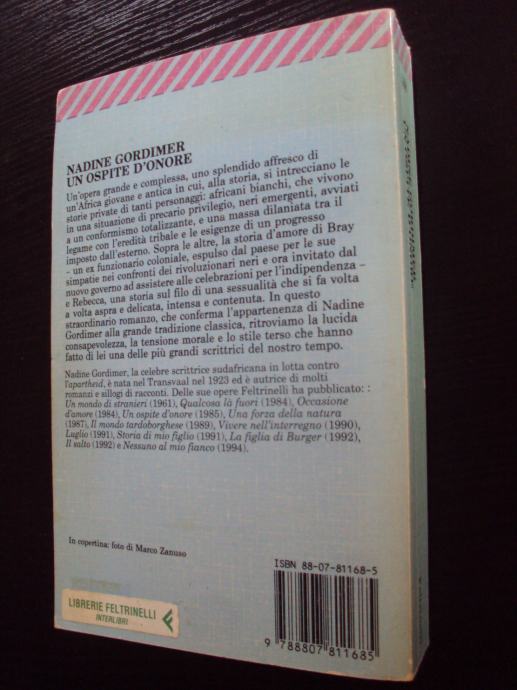 NADINE GORDIMER
UN OSPITE D'ONORE
Un'opera grande e complessa, uno splendido affresco di
un'Africa giovane e antica in cui, alla storia, si intrecciano le
storie private di tanti personaggi: africani bianchi, che vivono
in una situazione di precario privilegio, neri emergenti, avviati
a un conformismo totalizzante, e una massa dilaniata tra il
legame con l'eredità tribale e le esigenze di un progresso
imposto dall'esterno. Sopra le altre, la storia d'amore di Bray
- un ex funzionario coloniale, espulso dal paese per le sue
simpatie nei confronti dei rivoluzionari neri e ora invitato dal
nuovo governo ad assistere alle celebrazioni per l'indipendenza -
e Rebecca, una storia sul filo di una sessualità che si fa volta
a volta aspra e delicata, intensa e contenuta. In questo
straordinario romanzo, che conferma l'appartenenza di Nadine
Gordimer alla grande tradizione classica, ritroviamo la lucida
consapevolezza, la tensione morale e lo stile terso che hanno
fatto di lei una delle più grandi scrittrici del nostro tempo.
Nadine Gordimer, la celebre scrittrice sudafricana in lotta contro
l'apartheid, è nata nel Transvaal nel 1923 ed è autrice di molti
romanzi e sillogi di racconti. Delle sue opere Feltrinelli ha pubblicato: :
Un mondo di stranieri (1961), Qualcosa là fuori (1984), Occasione
d'amore (1984), Un ospite d'onore (1985), Una forza della natura
(1987), Il mondo tardoborghese (1989), Vivere nell'interregno (1990),
Luglio (1991), Storia di mio figlio (1991), La figlia di Burger (1992),
Il salto (1992) e Nessuno al mio fianco (1994).
In copertina: foto di Marco Zanuso
ISBN 88-07-81168-5
9 788807 811685
LIBRERIE FELTRINELLI
INTERLIBRI